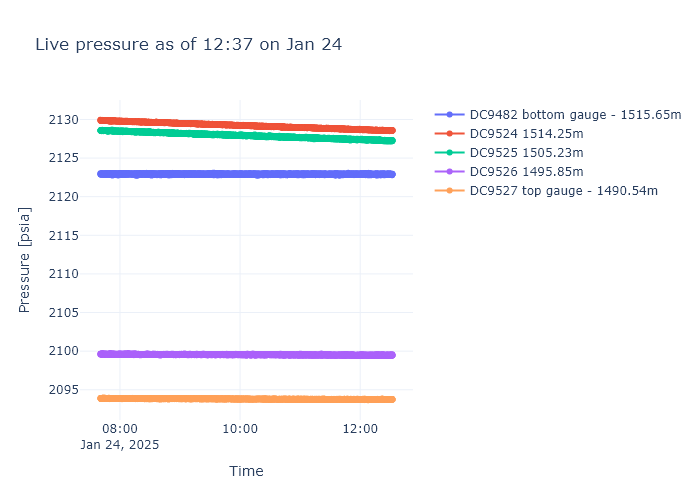 Live pressure as of 12:37 on Jan 24
DC9482 bottom gauge - 1515.65m
DC9524 1514.25m
DC9525 1505.23m
DC9526 1495.85m
DC9527 top gauge - 1490.54m
Pressure [psia]
2130
2125
2120
2115
2110
2105
2100
2095
08:00
10:00
12:00
Jan 24, 2025
Time